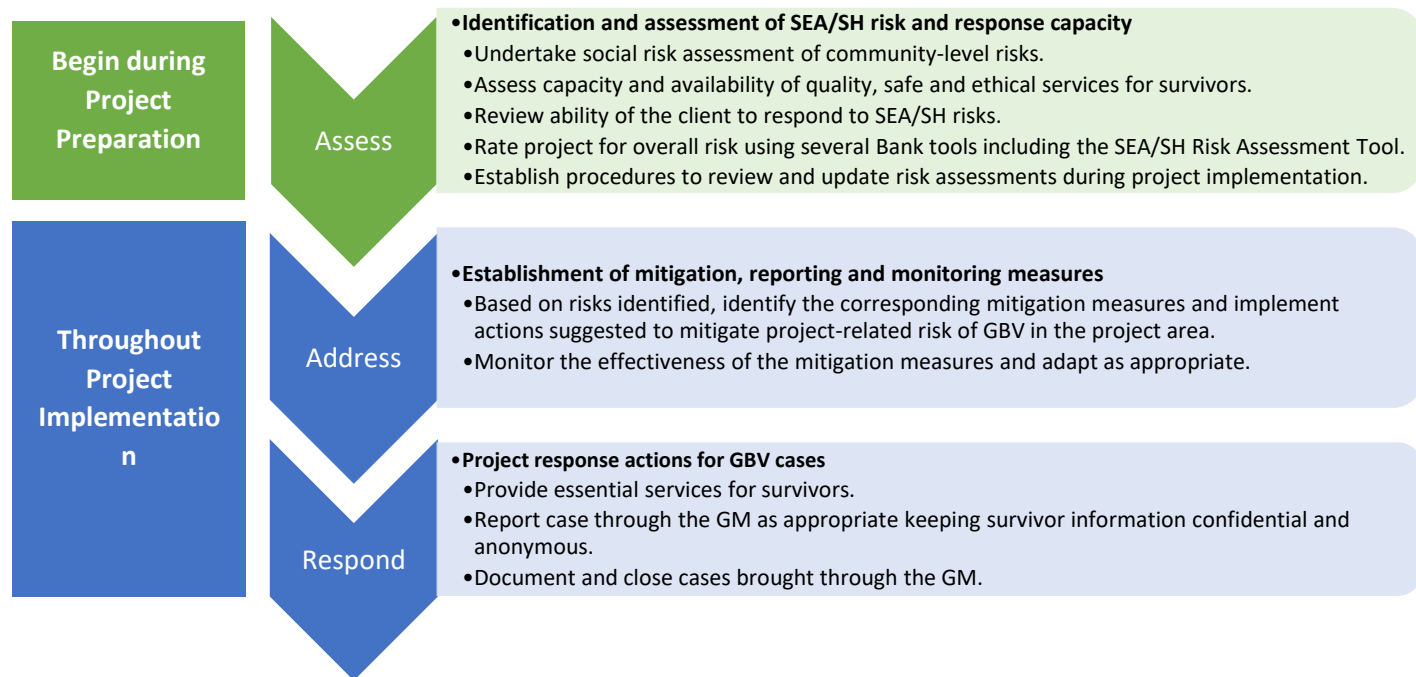 Begin during
Project
Preparation
Assess
•Identification and assessment of SEA/SH risk and response capacity
•Undertake social risk assessment of community-level risks.
•Assess capacity and availability of quality, safe and ethical services for survivors.
•Review ability of the client to respond to SEA/SH risks.
•Rate project for overall risk using several Bank tools including the SEA/SH Risk Assessment Tool.
•Establish procedures to review and update risk assessments during project implementation.
Throughout
Project
Implementatio
n
Address
•Establishment of mitigation, reporting and monitoring measures
•Based on risks identified, identify the corresponding mitigation measures and implement
actions suggested to mitigate project-related risk of GBV in the project area.
•Monitor the effectiveness of the mitigation measures and adapt as appropriate.
Respond
•Project response actions for GBV cases
•Provide essential services for survivors.
•Report case through the GM as appropriate keeping survivor information confidential and
anonymous.
•Document and close cases brought through the GM.